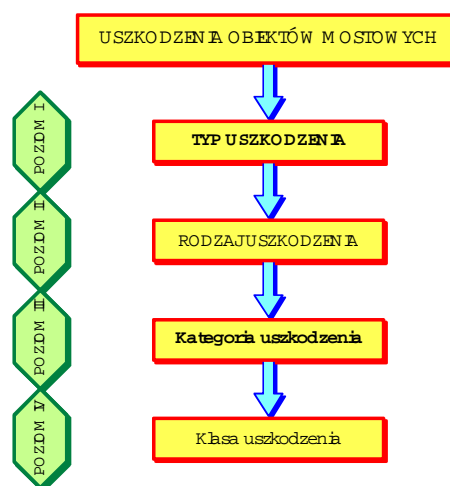 USZKODZENIA OBIEKTÓW MOSTOWYCH
POZIOM I
TYP USZKODZENIA
POZIOM II
RODZAJ USZKODZENIA
POZIOM III
Kategoria uszkodzenia
POZIOM IV
Klasa uszkodzenia